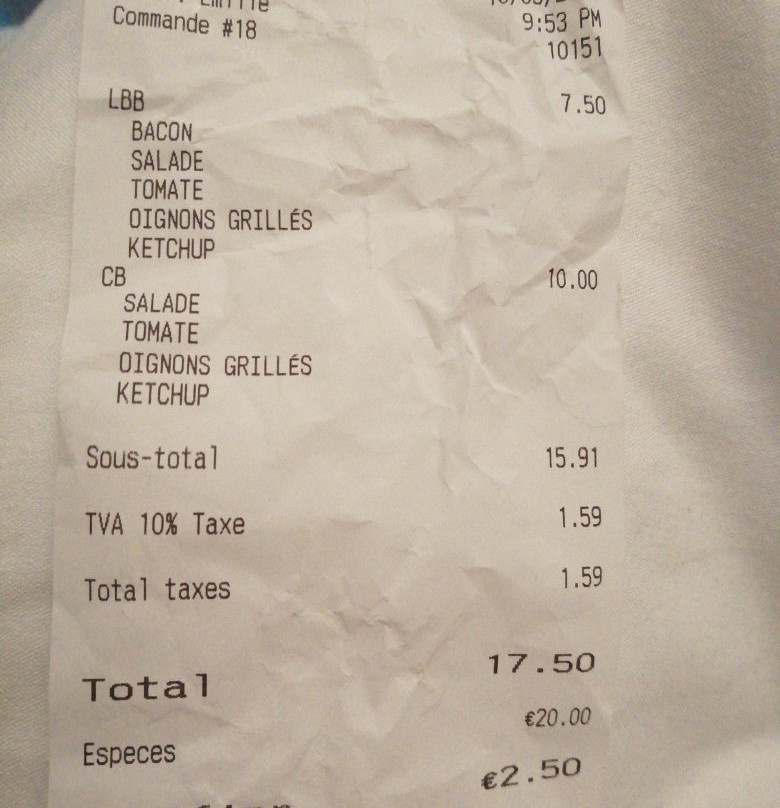 Commande #18 9:53 PM
10151
LBB 7.50
BACON
SALADE
TOMATE
OIGNONS GRILLÉS
KETCHUP
CB 10.00
SALADE
TOMATE
OIGNONS GRILLÉS
KETCHUP
Sous-total 15.91
TVA 10% Taxe 1.59
Total taxes 1.59
Total 17.50
€20.00
Especes
€2.50